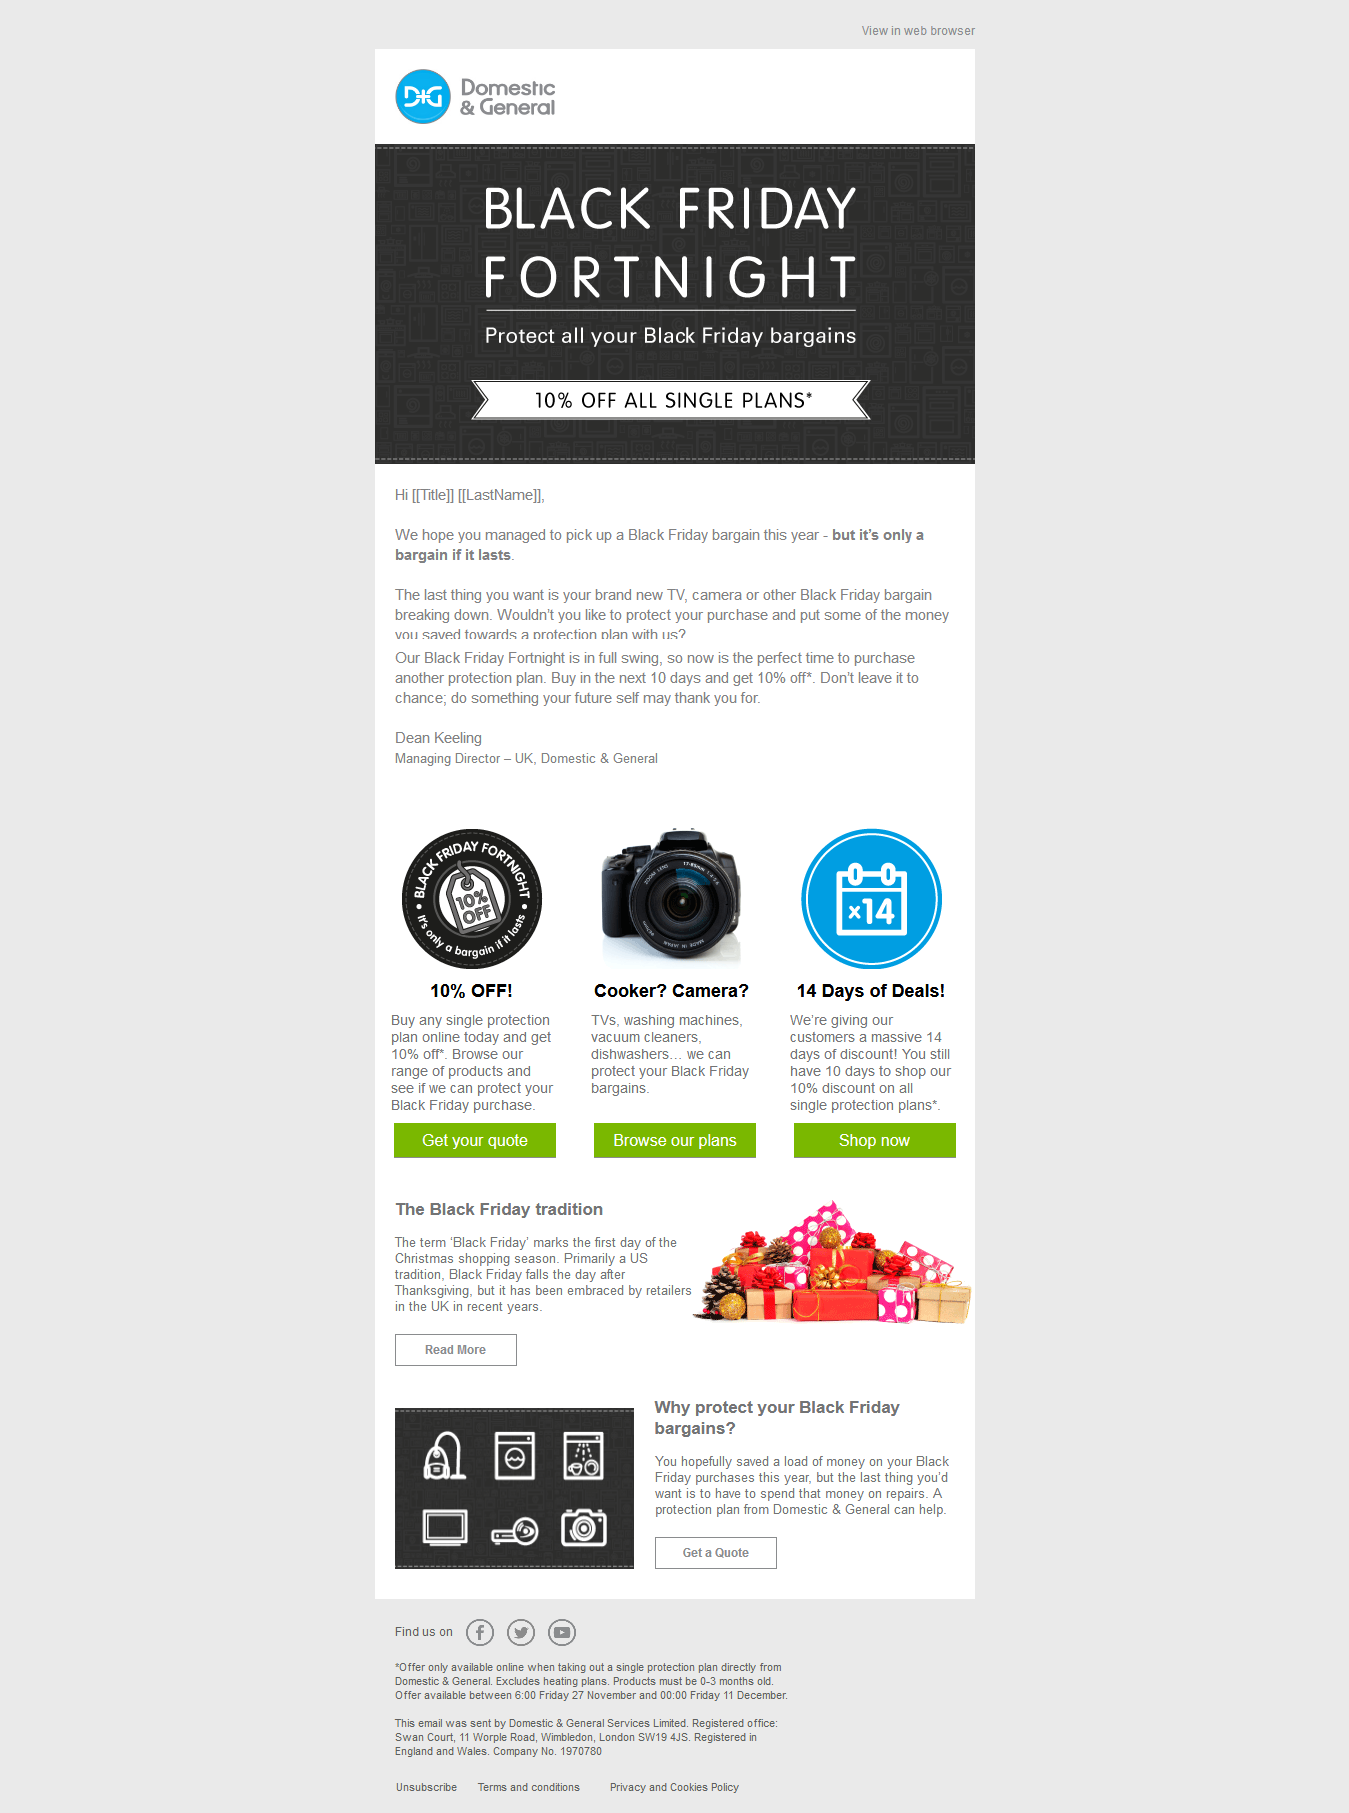 View in web browser
D+G Domestic
& General
BLACK FRIDAY
FORTNIGHT
Protect all your Black Friday bargains
10% OFF ALL SINGLE PLANS*
Hi [[Title]] [[LastName]],
We hope you managed to pick up a Black Friday bargain this year - but it's only a
bargain if it lasts.
The last thing you want is your brand new TV, camera or other Black Friday bargain
breaking down. Wouldn't you like to protect your purchase and put some of the money
you saved towards a protection plan with us?
Our Black Friday Fortnight is in full swing, so now is the perfect time to purchase
another protection plan. Buy in the next 10 days and get 10% off*. Don't leave it to
chance; do something your future self may thank you for.
Dean Keeling
Managing Director – UK, Domestic & General
BLACK FRIDAY FORTNIGHT
10%
OFF
It's only a bargain if it lasts
10% OFF!
Buy any single protection
plan online today and get
10% off*. Browse our
range of products and
see if we can protect your
Black Friday purchase.
Get your quote
ZOOM LENS
MADE IN JAPAN
Cooker? Camera?
TVs, washing machines,
vacuum cleaners,
dishwashers... we can
protect your Black Friday
bargains.
Browse our plans
x14
14 Days of Deals!
We're giving our
customers a massive 14
days of discount! You still
have 10 days to shop our
10% discount on all
single protection plans*.
Shop now
The Black Friday tradition
The term ‘Black Friday’ marks the first day of the
Christmas shopping season. Primarily a US
tradition, Black Friday falls the day after
Thanksgiving, but it has been embraced by retailers
in the UK in recent years.
Read More
Why protect your Black Friday
bargains?
You hopefully saved a load of money on your Black
Friday purchases this year, but the last thing you'd
want is to have to spend that money on repairs. A
protection plan from Domestic & General can help.
Get a Quote
Find us on
*Offer only available online when taking out a single protection plan directly from
Domestic & General. Excludes heating plans. Products must be 0-3 months old.
Offer available between 6:00 Friday 27 November and 00:00 Friday 11 December.
This email was sent by Domestic & General Services Limited. Registered office:
Swan Court, 11 Worple Road, Wimbledon, London SW19 4JS. Registered in
England and Wales. Company No. 1970780
Unsubscribe Terms and conditions Privacy and Cookies Policy